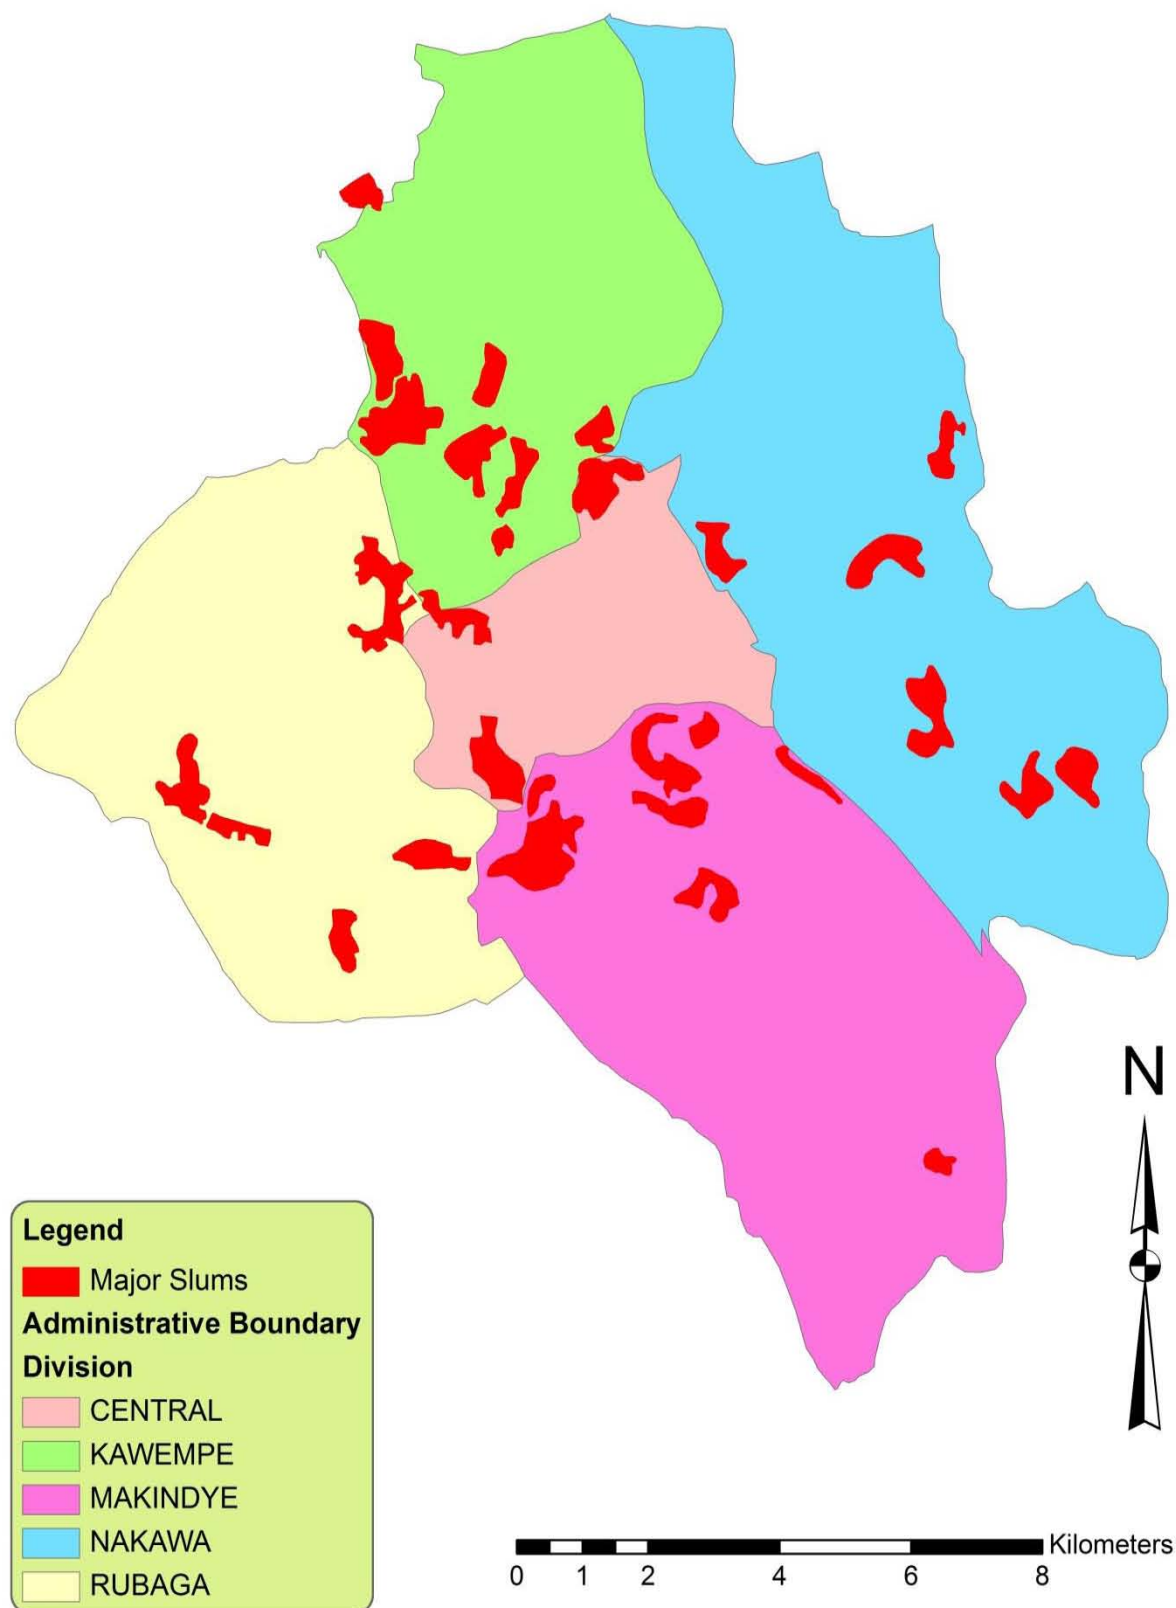 N
Legend
Major Slums
Administrative Boundary
Division
CENTRAL
KAWEMPE
MAKINDYE
NAKAWA
RUBAGA
Kilometers
0 1 2 4 6 8